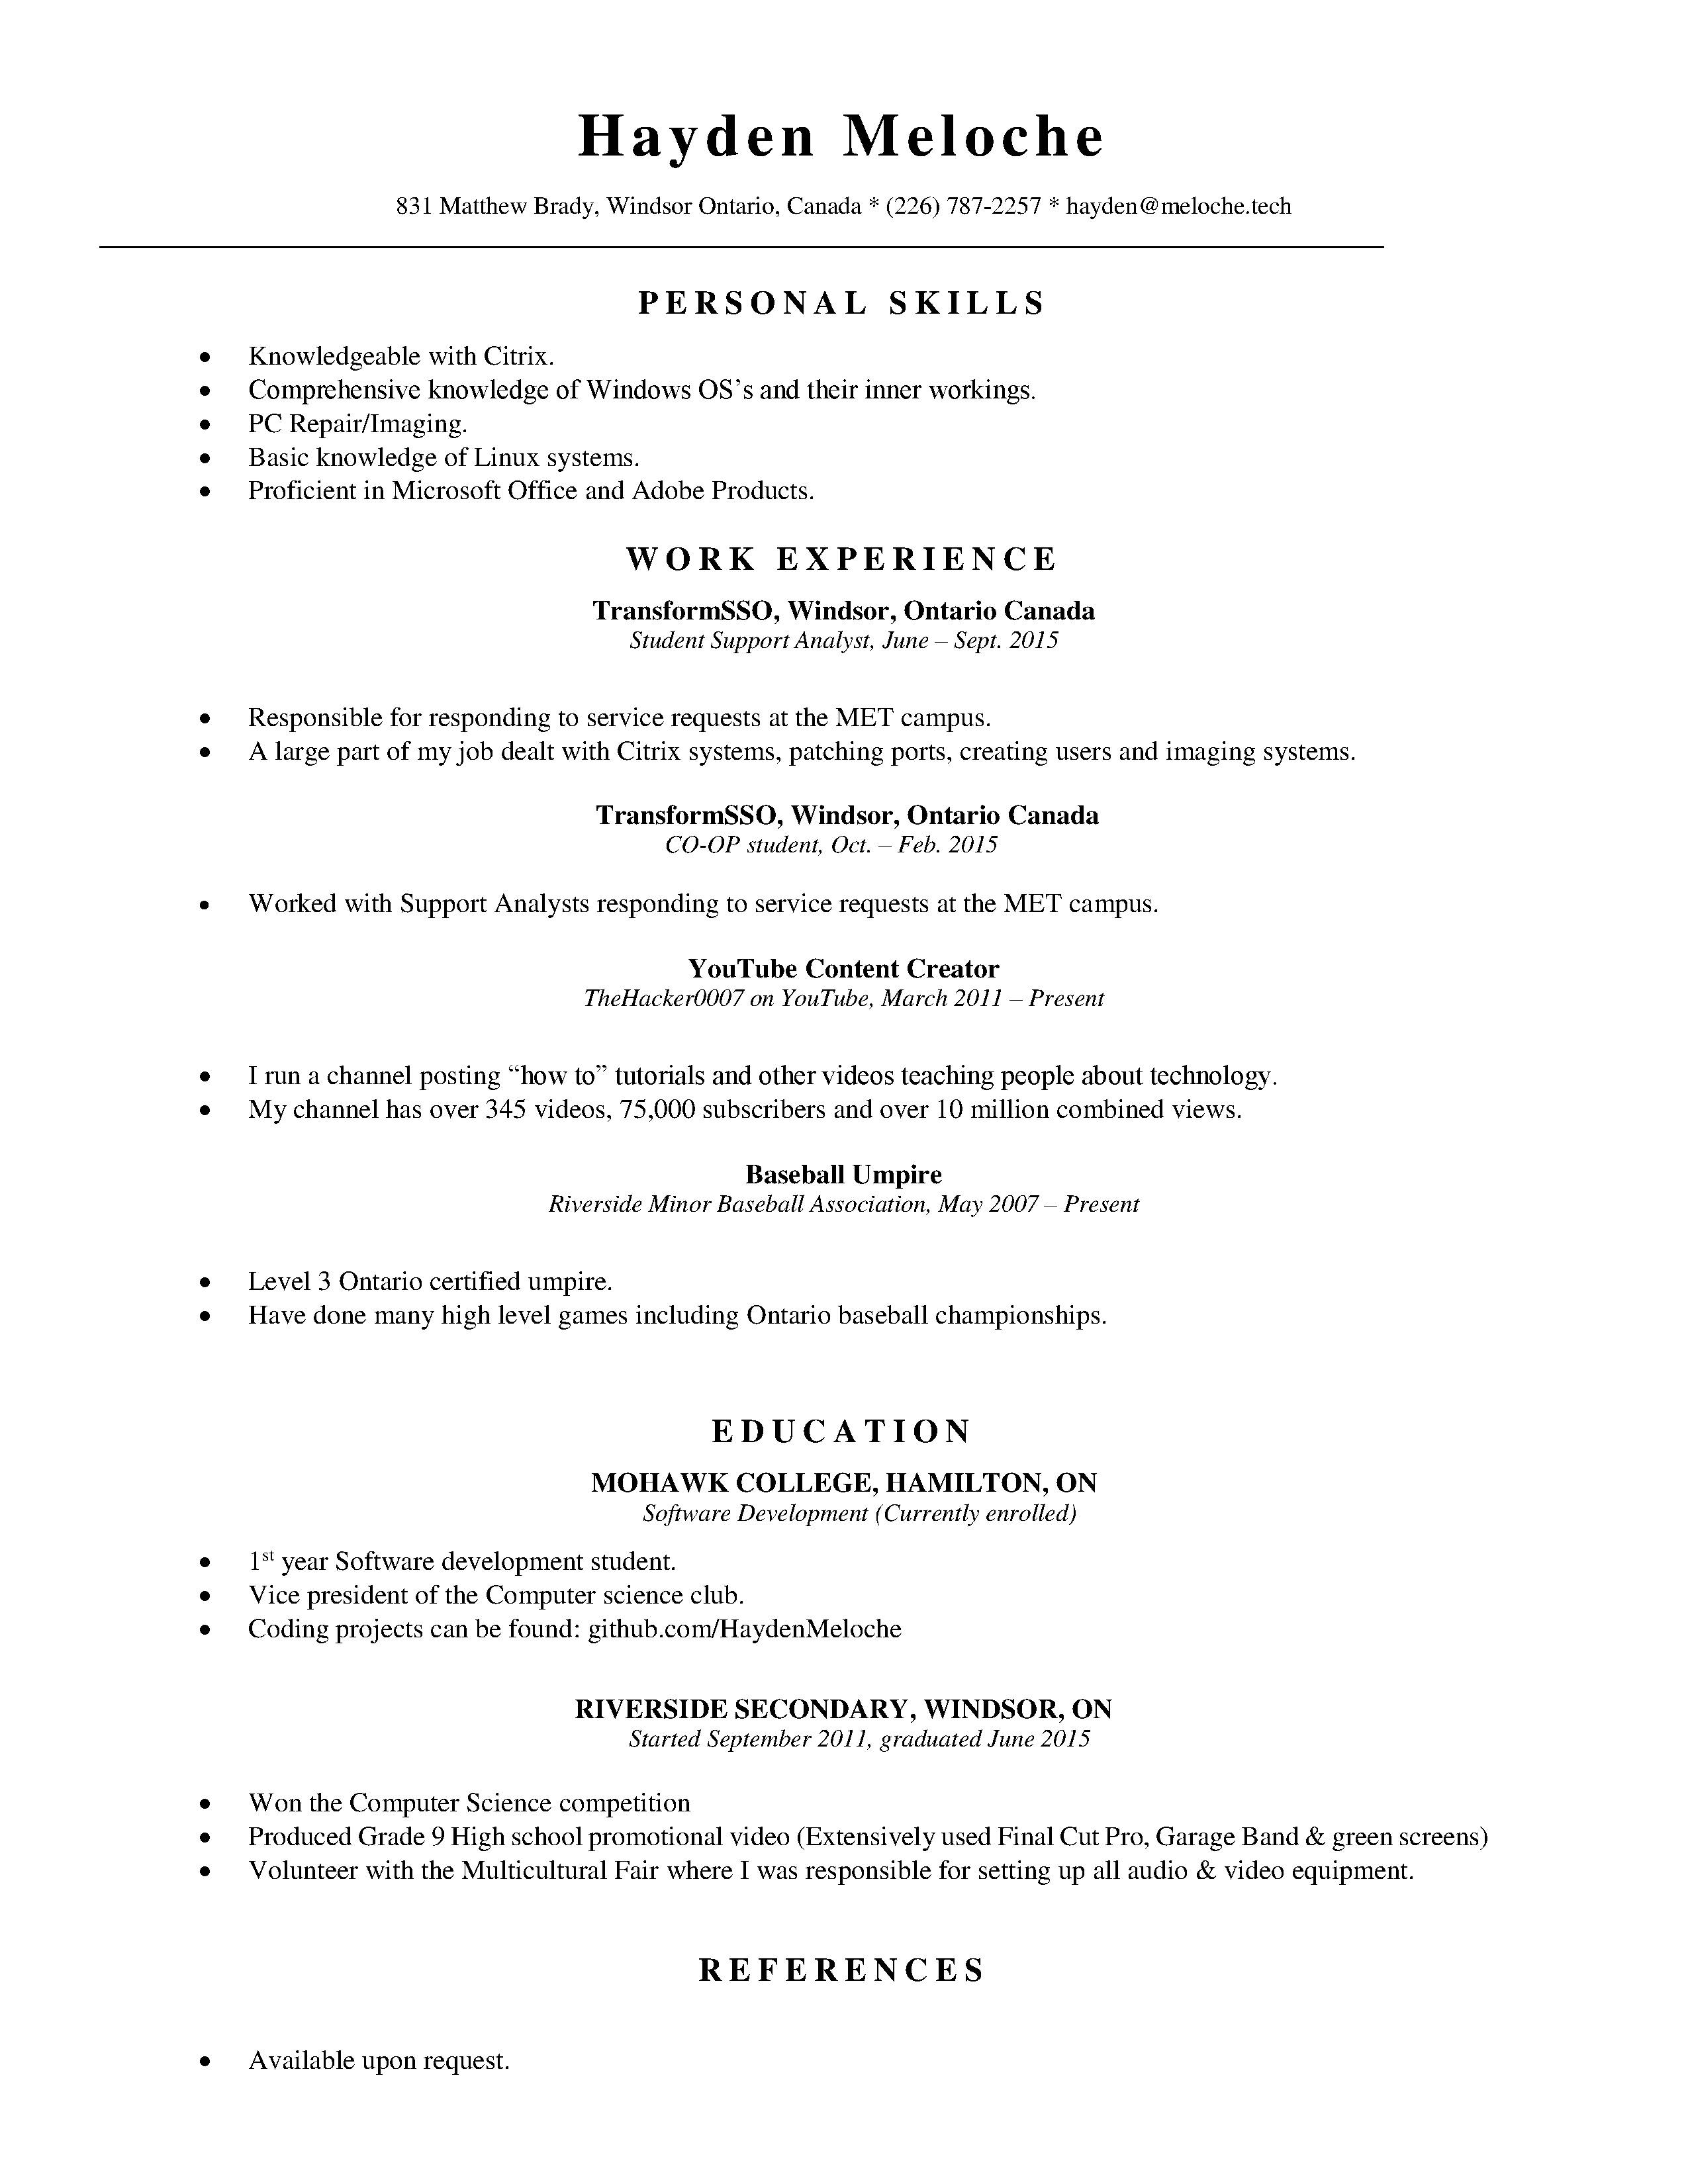 Hayden Meloche
831 Matthew Brady, Windsor Ontario, Canada * (226) 787-2257 * hayden@meloche.tech
PERSONAL SKILLS
• Knowledgeable with Citrix.
• Comprehensive knowledge of Windows OS’s and their inner workings.
• PC Repair/Imaging.
• Basic knowledge of Linux systems.
• Proficient in Microsoft Office and Adobe Products.
WORK EXPERIENCE
TransformSSO, Windsor, Ontario Canada
Student Support Analyst, June – Sept. 2015
• Responsible for responding to service requests at the MET campus.
• A large part of my job dealt with Citrix systems, patching ports, creating users and imaging systems.
TransformSSO, Windsor, Ontario Canada
CO-OP student, Oct. – Feb. 2015
• Worked with Support Analysts responding to service requests at the MET campus.
YouTube Content Creator
TheHacker0007 on YouTube, March 2011 – Present
• I run a channel posting “how to” tutorials and other videos teaching people about technology.
• My channel has over 345 videos, 75,000 subscribers and over 10 million combined views.
Baseball Umpire
Riverside Minor Baseball Association, May 2007 – Present
• Level 3 Ontario certified umpire.
• Have done many high level games including Ontario baseball championships.
EDUCATION
MOHAWK COLLEGE, HAMILTON, ON
Software Development (Currently enrolled)
• 1st year Software development student.
• Vice president of the Computer science club.
• Coding projects can be found: github.com/HaydenMeloche
RIVERSIDE SECONDARY, WINDSOR, ON
Started September 2011, graduated June 2015
• Won the Computer Science competition
• Produced Grade 9 High school promotional video (Extensively used Final Cut Pro, Garage Band & green screens)
• Volunteer with the Multicultural Fair where I was responsible for setting up all audio & video equipment.
REFERENCES
• Available upon request.